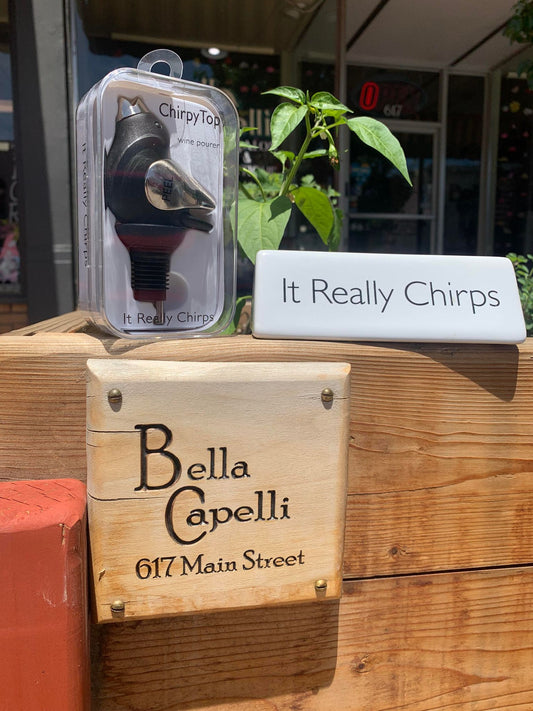 ChirpyTop
wine pourer
It Really Chirps
It Really Chirps
It Really Chirps
617
Bella
Capelli
617 Main Street